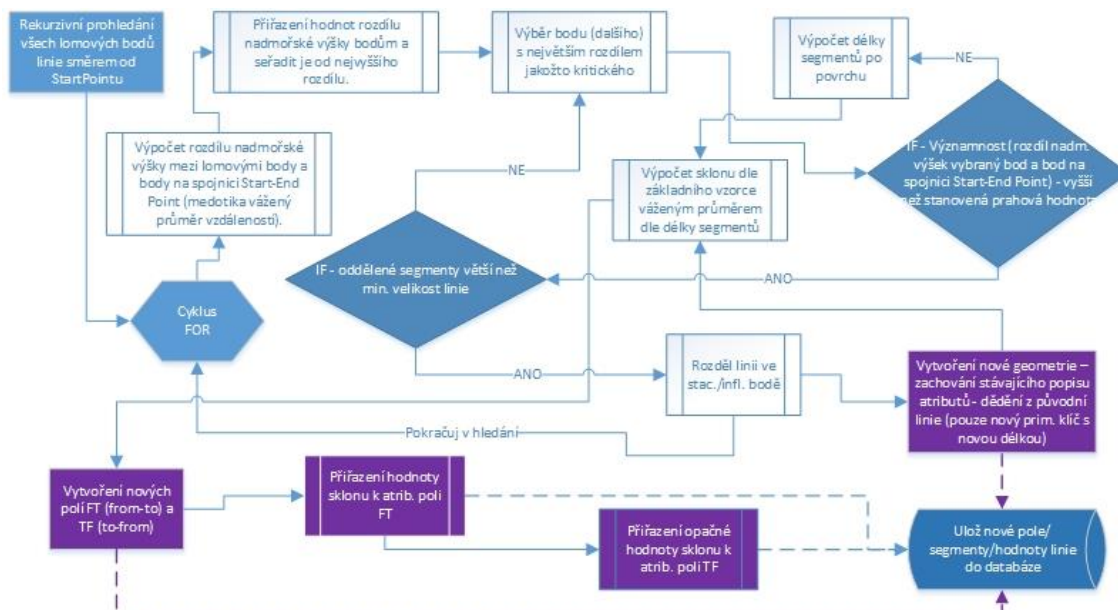 Rekurzivní prohledání
všech lomových bodů
linie směrem od
StartPointu
Přiřazení hodnot rozdílu
nadmořské výšky bodům a
seřadit je od nejvyššího
rozdílu.
Výběr bodu (dalšího)
s největším rozdílem
jakožto kritického
Výpočet délky
segmentů po
povrchu
NE
Výpočet rozdílu nadmořské
výšky mezi lomovými body a
body na spojnici Start-End
Point (medotika vážený
průměr vzdáleností).
NE
Výpočet sklonu dle
základního vzorce
váženým průměrem
dle délky segmentů
IF - Významnost (rozdíl nadm.
výšek vybraný bod a bod na
spojnici Start-End Point) - vyšší
než stanovená prahová hodnota
IF - oddělené segmenty větší než
min. velikost linie
ANO
Cyklus
FOR
ANO
Rozděl linii ve
stac./infl. bodě
Vytvoření nové geometrie –
zachování stávajícího popisu
atributů - dědění z původní
linie (pouze nový prim. klíč s
novou délkou)
Pokračuj v hledání
Vytvoření nových
polí FT (from-to) a
TF (to-from)
Přiřazení hodnoty
sklonu k atrib. poli
FT
Přiřazení opačné
hodnoty sklonu k
atrib. poli TF
Ulož nové pole/
segmenty/hodnoty linie
do databáze